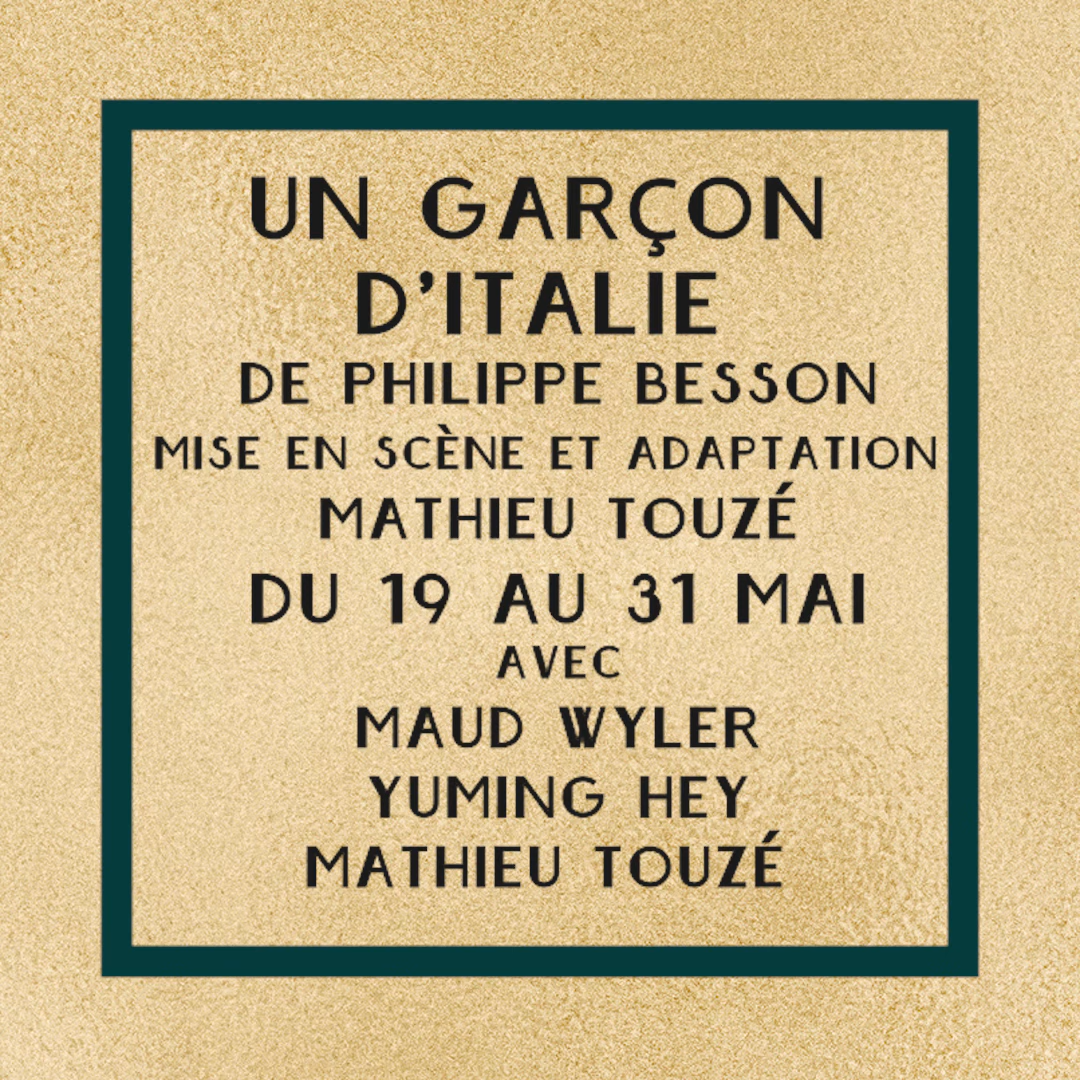 UN GARÇON
D'ITALIE
DE PHILIPPE BESSON
MISE EN SCÈNE ET ADAPTATION
MATHIEU TOUZÉ
DU 19 AU 31 MAI
AVEC
MAUD WYLER
YUMING HEY
MATHIEU TOUZÉ